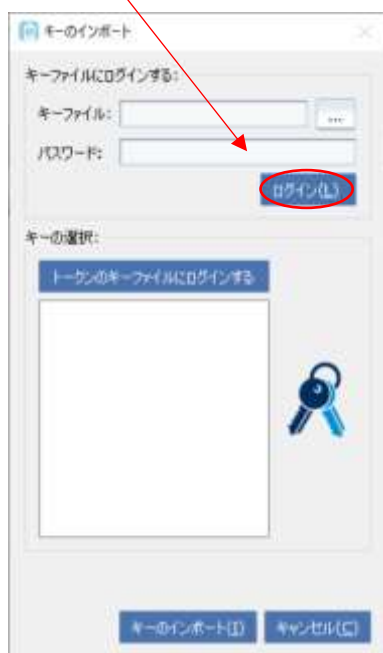 キーのインポート
キーファイルにログインする:
キーファイル:
...
パスワード:
ログイン(L)
キーの選択:
トークンのキーファイルにログインする
キーのインポート(I)
キャンセル(C)